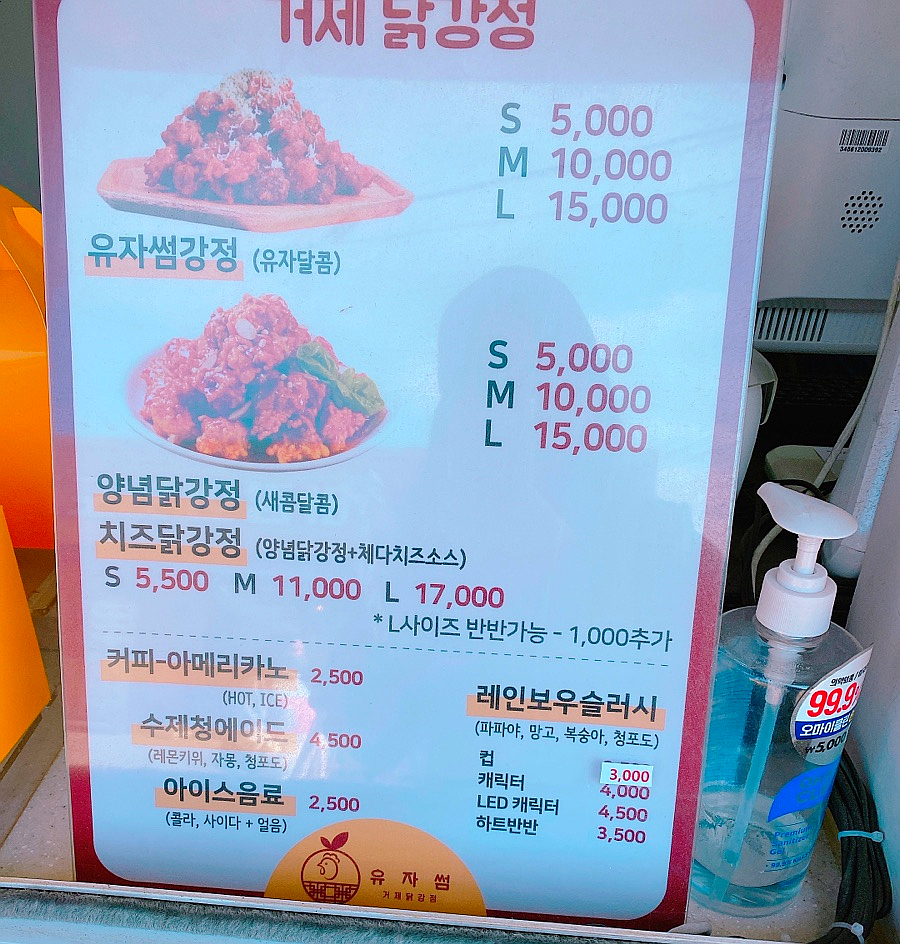 거제 닭강정
S 5,000
M 10,000
L 15,000
유자썸강정 (유자달콤)
S 5,000
M 10,000
L 15,000
양념닭강정 (새콤달콤)
치즈닭강정 (양념닭강정+체다치즈소스)
S 5,500 M 11,000 L 17,000
* L사이즈 반반가능 - 1,000추가
커피-아메리카노 2,500
(HOT, ICE)
수제청에이드 4,500
(레몬키위, 자몽, 청포도)
아이스음료 2,500
(콜라, 사이다 + 얼음)
레인보우슬러시
(파파야, 망고, 복숭아, 청포도)
컵 3,000
캐릭터 4,000
LED 캐릭터 4,500
하트반반 3,500
유자썸
거제닭강정
99.9
₩5,000
Premium
Sanitizer
Gel